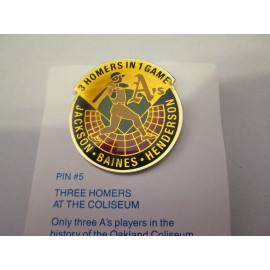 3 HOMERS IN 1 GAME
A's
JACKSON • BAINES • HENDERSON
PIN #5
THREE HOMERS
AT THE COLISEUM
Only three A's players in the
history of the Oakland Coliseum